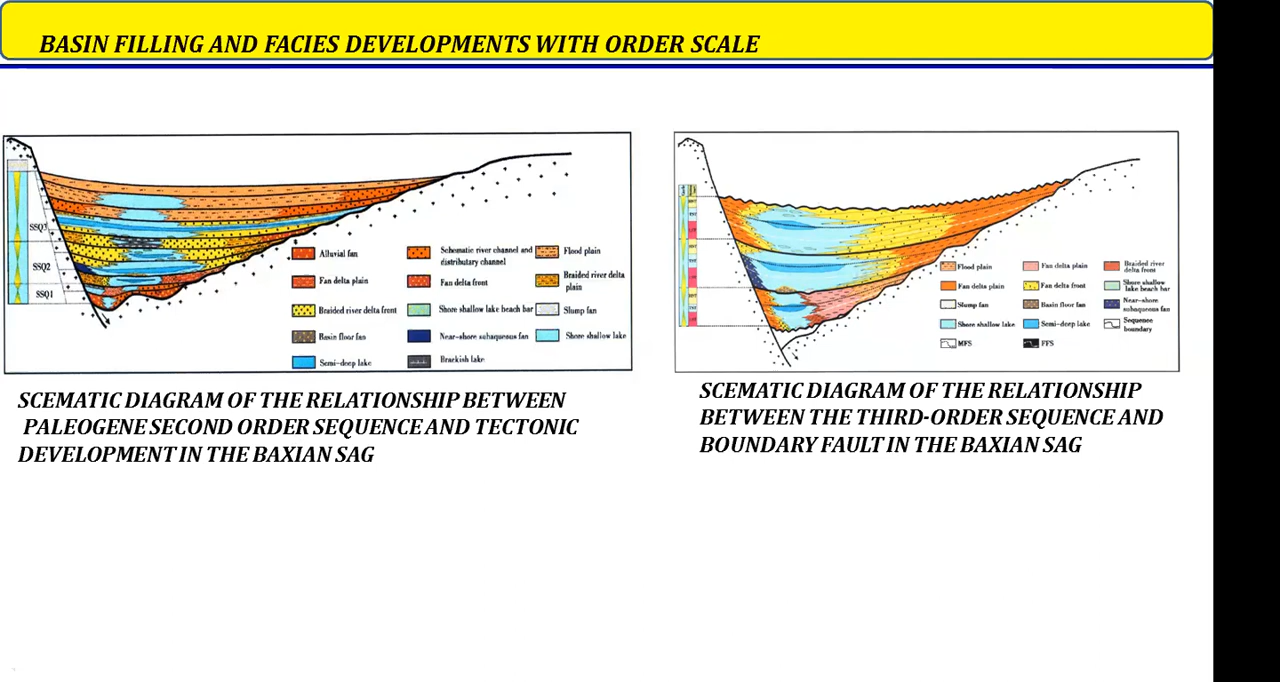 BASIN FILLING AND FACIES DEVELOPMENTS WITH ORDER SCALE
SSQ3
SSQ2
SSQ1
Alluvial fan
Schematic river channel and
distributary channel
Flood plain
Fan delta plain
Fan delta front
Braided river delta
plain
Braided river delta front
Shore shallow lake beach bar
Slump fan
Basin floor fan
Near-shore subaqueous fan
Shore shallow lake
Semi-deep lake
Brackish lake
SCEMATIC DIAGRAM OF THE RELATIONSHIP BETWEEN
PALEOGENE SECOND ORDER SEQUENCE AND TECTONIC
DEVELOPMENT IN THE BAXIAN SAG
Flood plain
Fan delta plain
Braided river
delta front
Fan delta plain
Fan delta front
Shore shallow
lake beach bar
Slump fan
Basin floor fan
Near-shore
subaqueous fan
Shore shallow lake
Semi-deep lake
Sequence
boundary
MFS
FFS
SCEMATIC DIAGRAM OF THE RELATIONSHIP
BETWEEN THE THIRD-ORDER SEQUENCE AND
BOUNDARY FAULT IN THE BAXIAN SAG